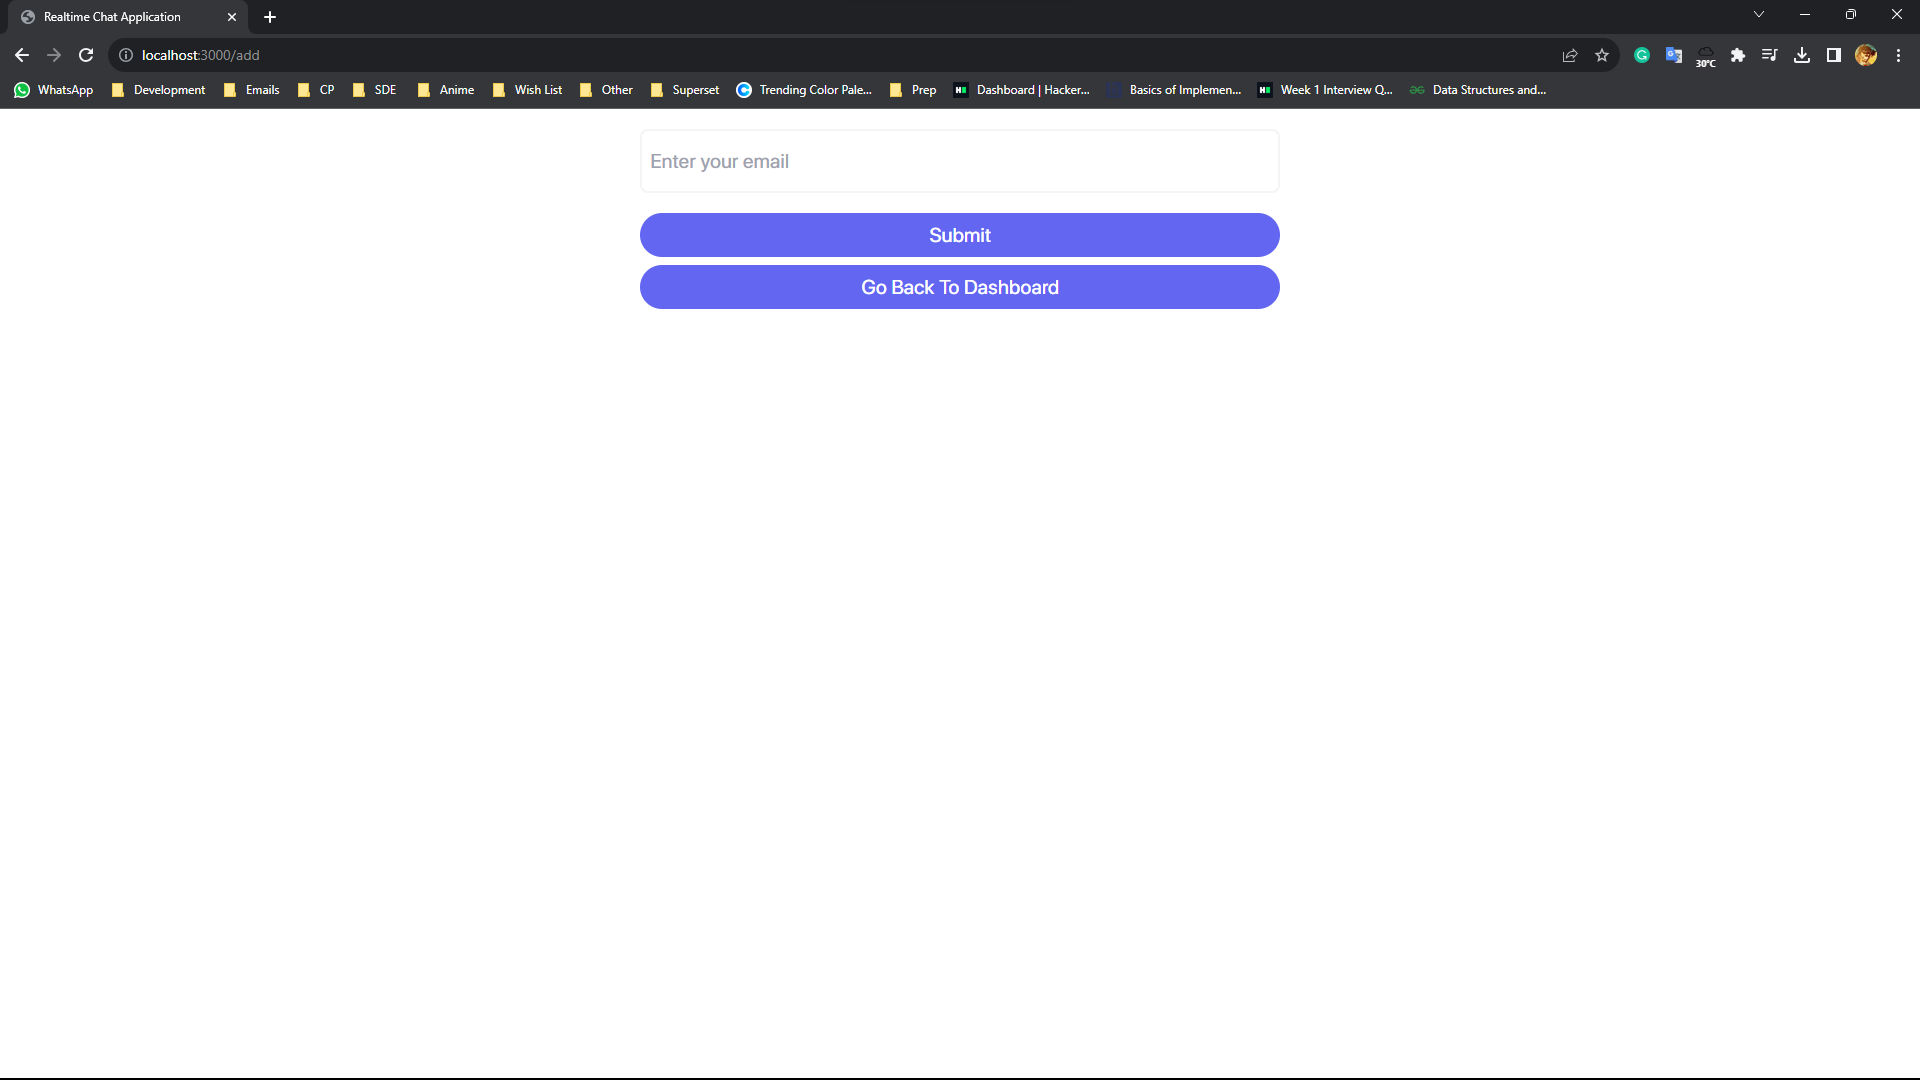 Realtime Chat Application
localhost:3000/add
30°C
WhatsApp Development Emails CP SDE Anime Wish List Other Superset Trending Color Pale... Prep Dashboard | Hacker... Basics of Implemen... Week 1 Interview Q... Data Structures and...
Enter your email
Submit
Go Back To Dashboard